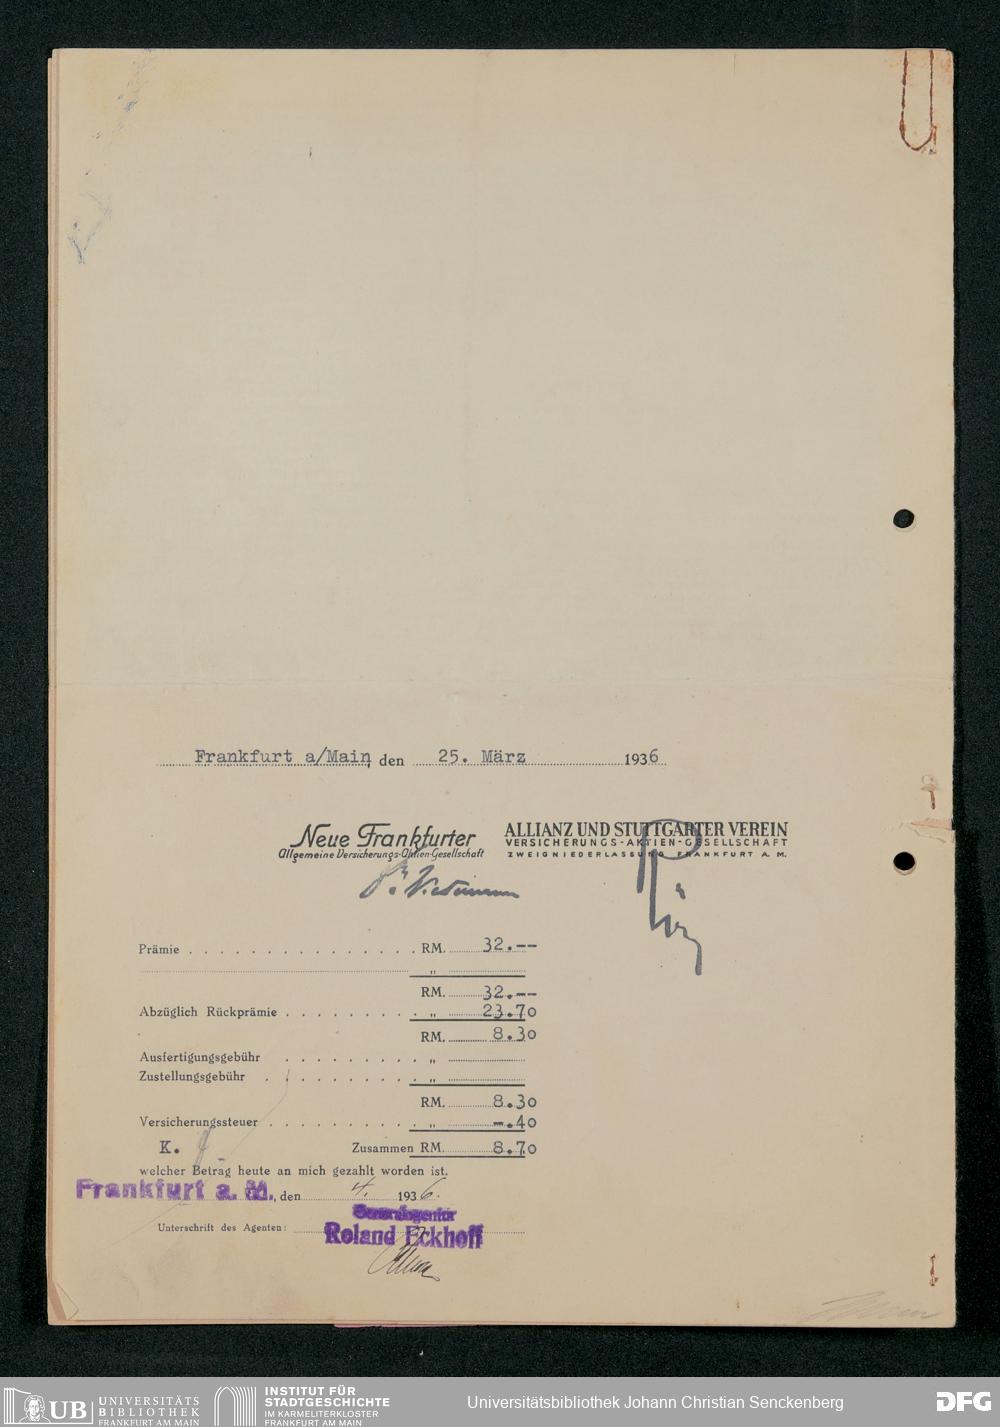 Frankfurt a/Main, den 25. März 1936
Neue Frankfurter
Allgemeine Versicherungs-Aktien-Gesellschaft
ALLIANZ UND STUTTGARTER VEREIN
VERSICHERUNGS-AKTIEN-GESELLSCHAFT
ZWEIGNIEDERLASSUNG FRANKFURT A. M.
Prämie . . . . . . . . . . . . . . . RM. 32.--
"
RM. 32.--
Abzüglich Rückprämie . . . . . . . . . " 23.70
RM. 8.30
Ausfertigungsgebühr . . . . . . . . . "
Zustellungsgebühr . . . . . . . . . . "
RM. 8.30
Versicherungssteuer . . . . . . . . . . " -.40
K. Zusammen RM. 8.70
welcher Betrag heute an mich gezahlt worden ist.
Frankfurt a. M., den 4. 1936.
Unterschrift des Agenten:
Generalagentur
Roland Eckhoff
UB UNIVERSITÄTS
BIBLIOTHEK
FRANKFURT AM MAIN
INSTITUT FÜR
STADTGESCHICHTE
IM KARMELITERKLOSTER
FRANKFURT AM MAIN
Universitätsbibliothek Johann Christian Senckenberg
DFG